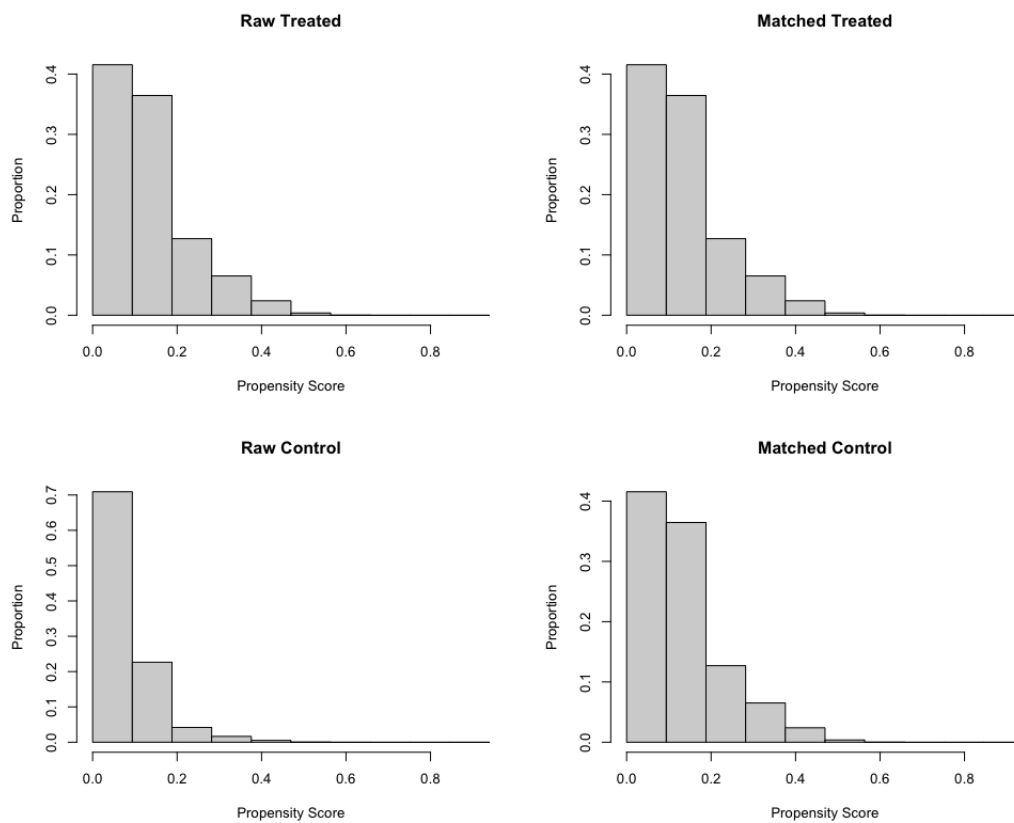 Raw Treated
Proportion
0.0 0.1 0.2 0.3 0.4
0.0 0.2 0.4 0.6 0.8
Propensity Score
Matched Treated
Proportion
0.0 0.1 0.2 0.3 0.4
0.0 0.2 0.4 0.6 0.8
Propensity Score
Raw Control
Proportion
0.0 0.1 0.2 0.3 0.4 0.5 0.6 0.7
0.0 0.2 0.4 0.6 0.8
Propensity Score
Matched Control
Proportion
0.0 0.1 0.2 0.3 0.4
0.0 0.2 0.4 0.6 0.8
Propensity Score